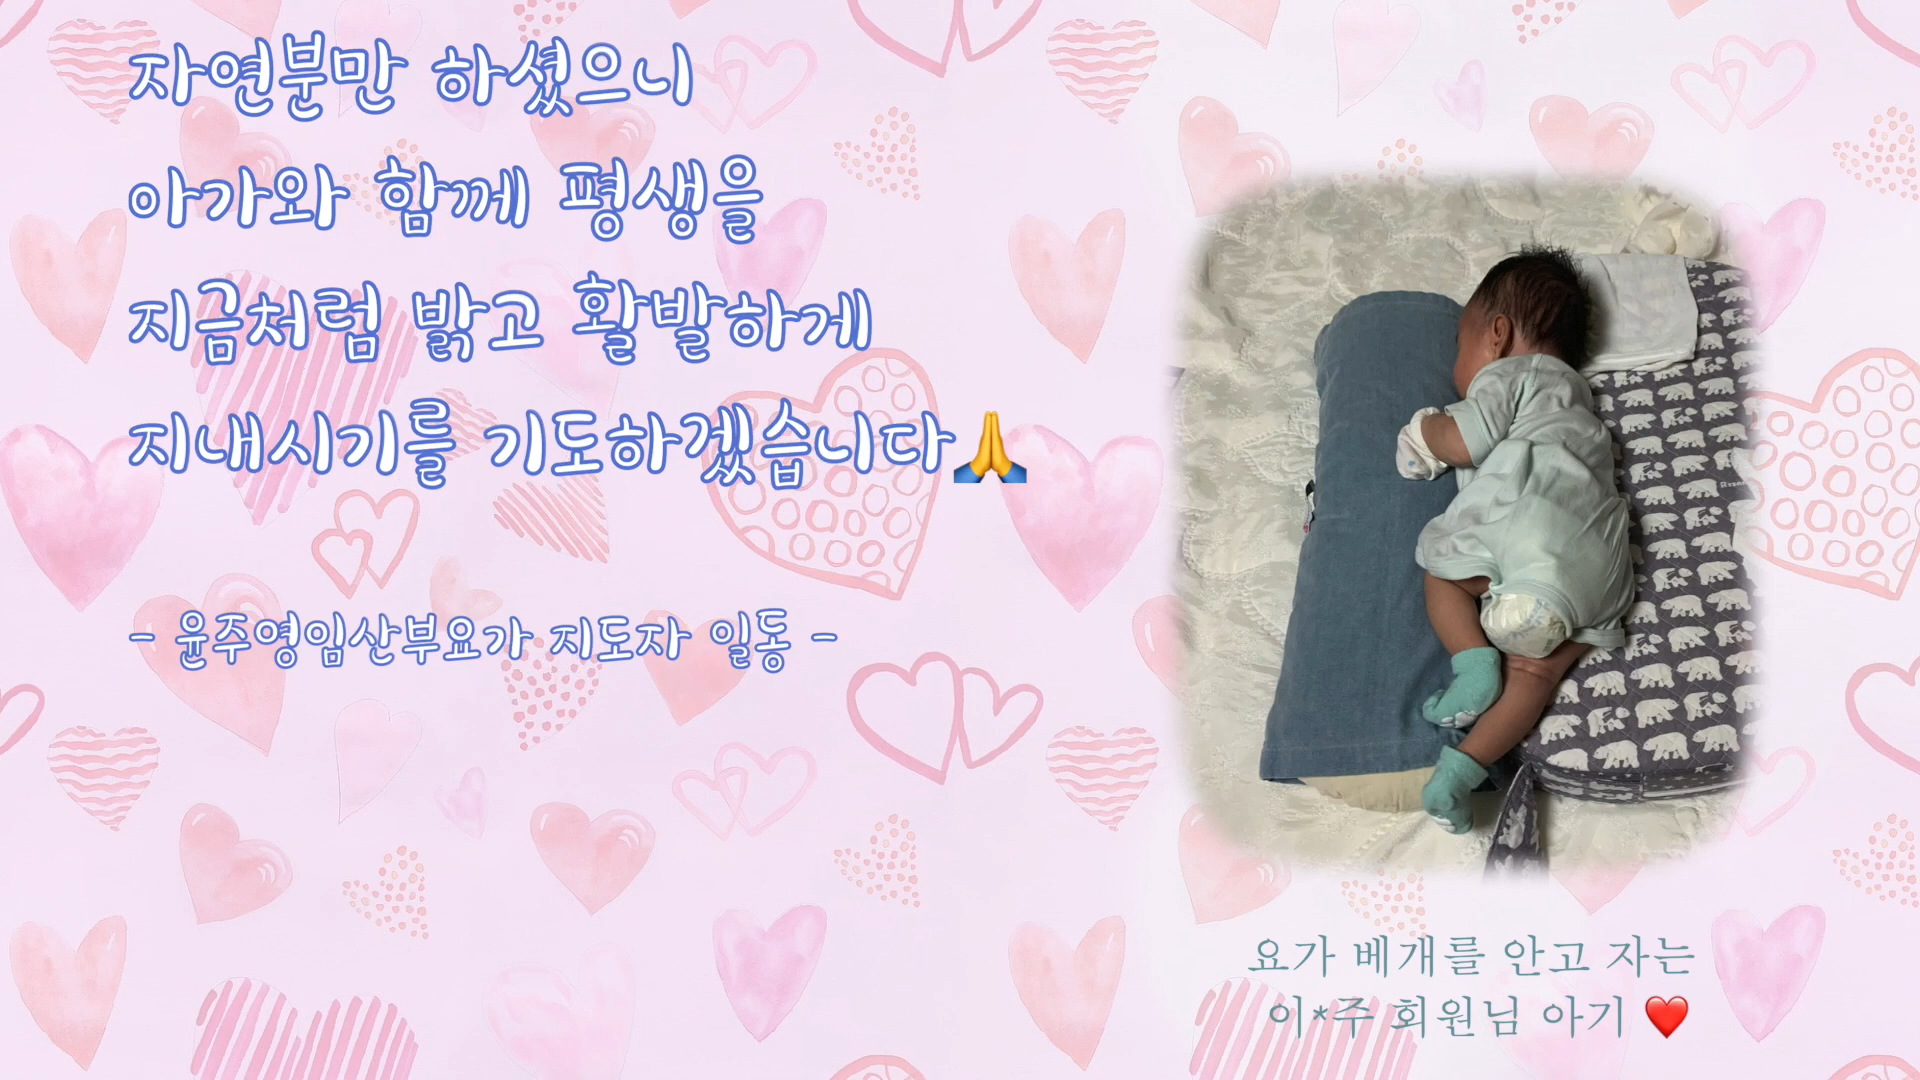 자연분만 하셨으니
아가와 함께 평생을
지금처럼 밝고 활발하게
지내시기를 기도하겠습니다🙏
- 윤주영임산부요가 지도자 일동 -
요가 베개를 안고 자는
이*주 회원님 아기 ❤️